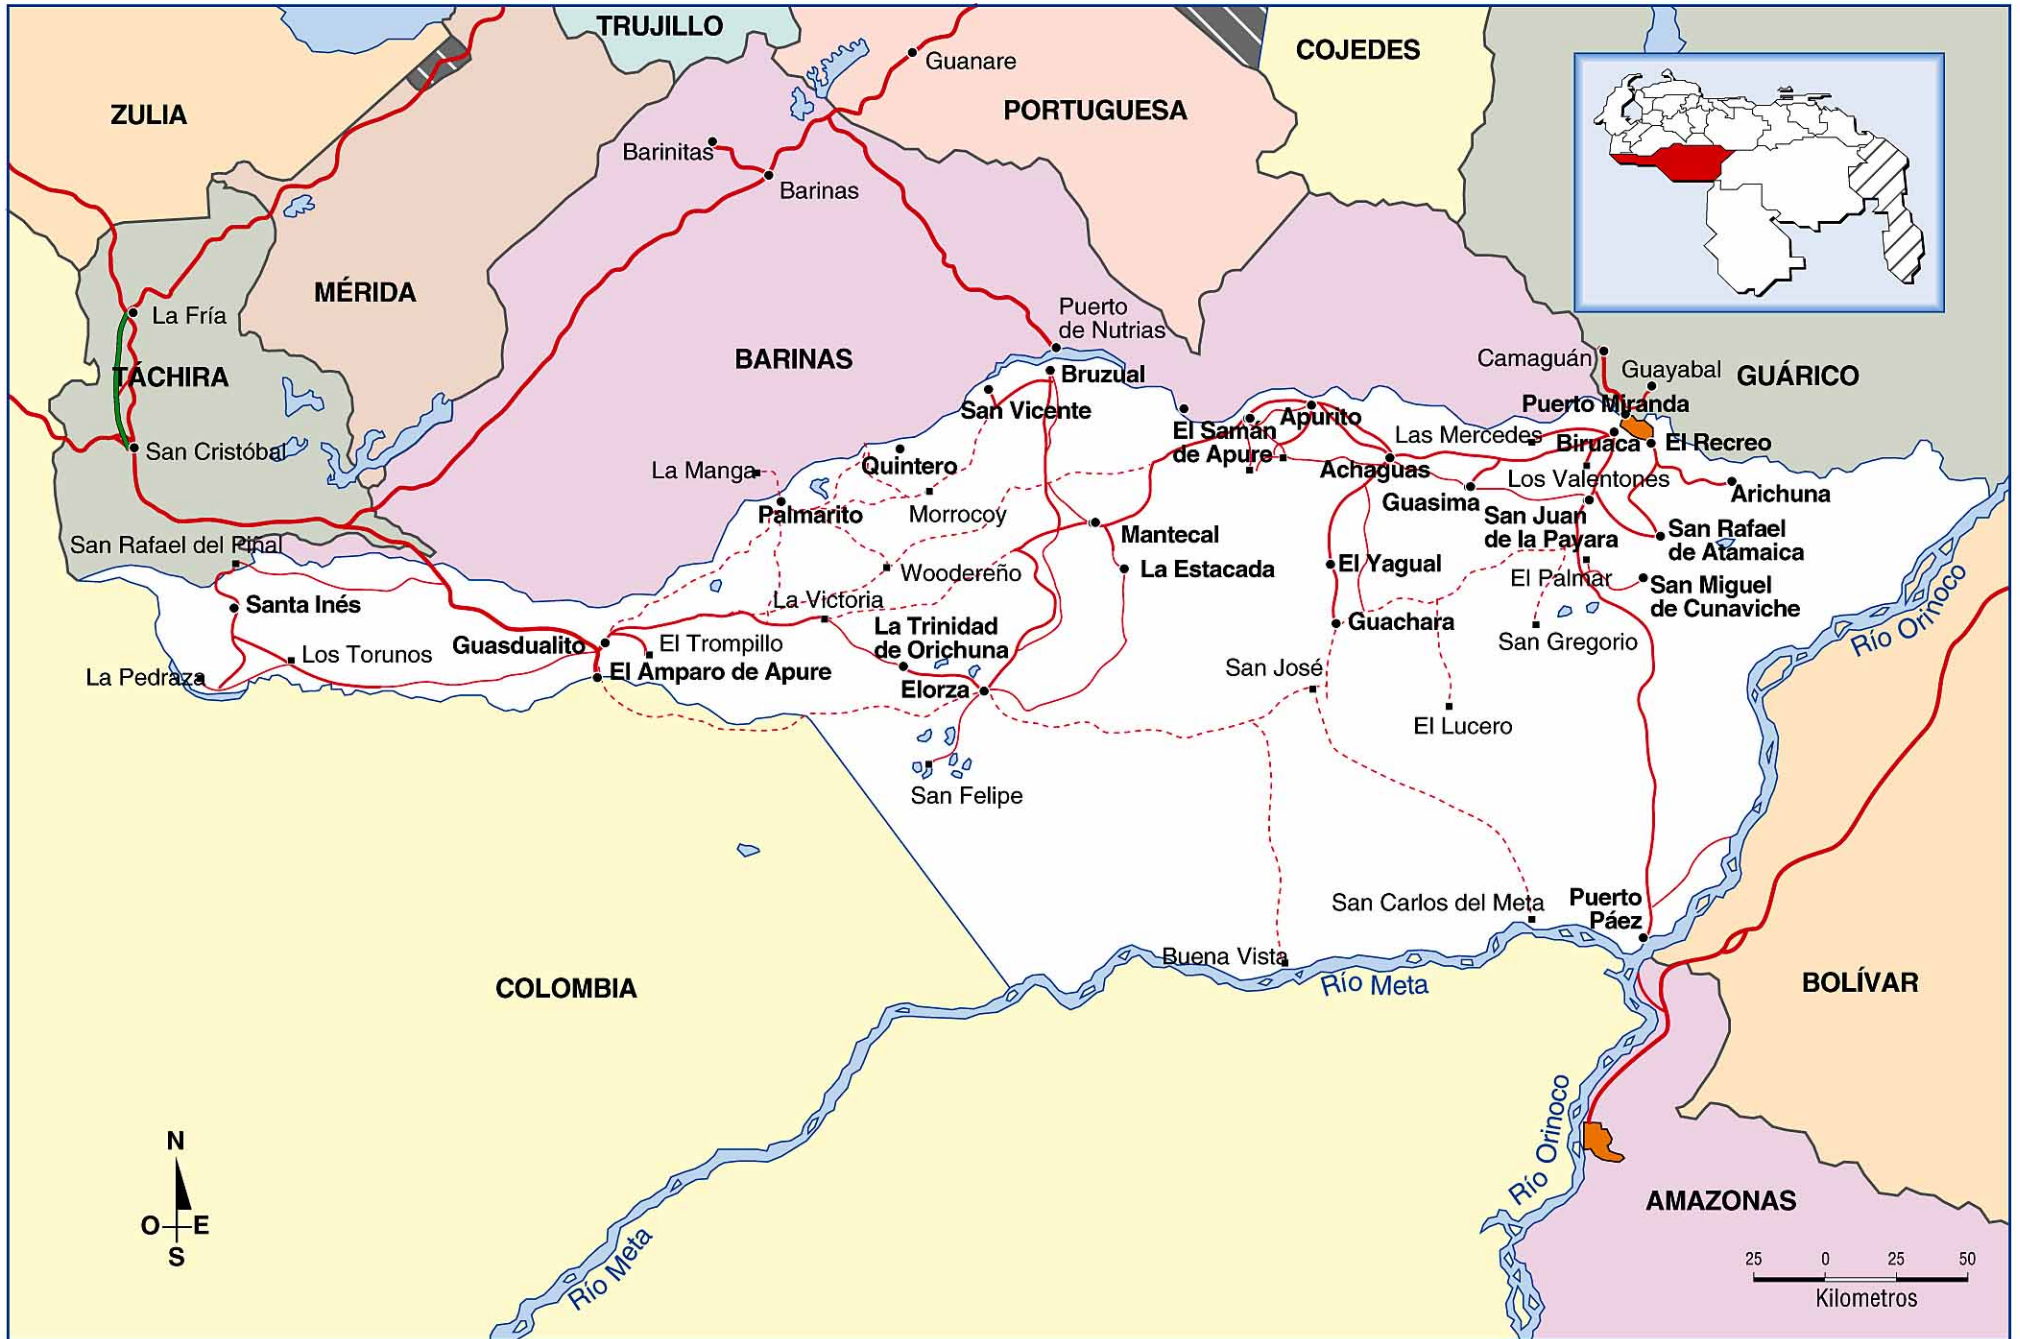 TRUJILLO
COJEDES
Guanare
ZULIA
PORTUGUESA
Barinitas
Barinas
MÉRIDA
La Fría
Puerto
de Nutrias
BARINAS
TÁCHIRA
Camaguán
Guayabal
GUÁRICO
Bruzual
San Vicente
Puerto Miranda
Apurito
El Samán
de Apure
Las Mercedes
Biruaca
El Recreo
San Cristóbal
La Manga
Quintero
Achaguas
Los Valentones
Arichuna
Palmarito
Morrocoy
Guasima
San Juan
de la Payara
San Rafael
de Atamaica
Mantecal
San Rafael del Piñal
Woodereño
La Estacada
El Yagual
El Palmar
San Miguel
de Cunaviche
Santa Inés
La Victoria
Río Orinoco
La Trinidad
de Orichuna
Guachara
San Gregorio
Guasdualito
El Trompillo
Los Torunos
La Pedraza
El Amparo de Apure
Elorza
San José
El Lucero
San Felipe
San Carlos del Meta
Puerto
Páez
Buena Vista
Río Meta
COLOMBIA
BOLÍVAR
Río Orinoco
N
O
E
S
AMAZONAS
Río Meta
25 0 25 50
Kilometros